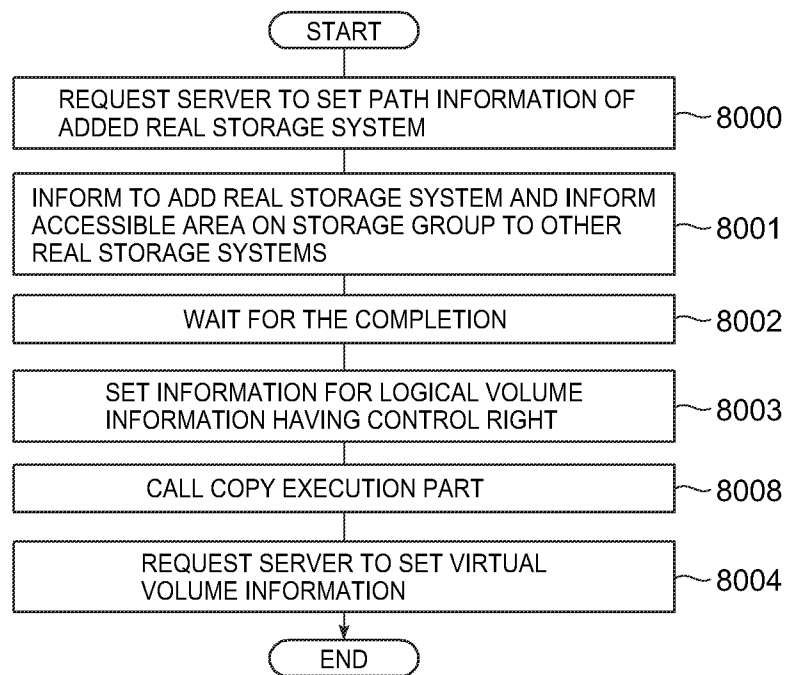 START
REQUEST SERVER TO SET PATH INFORMATION OF
ADDED REAL STORAGE SYSTEM
8000
INFORM TO ADD REAL STORAGE SYSTEM AND INFORM
ACCESSIBLE AREA ON STORAGE GROUP TO OTHER
REAL STORAGE SYSTEMS
8001
WAIT FOR THE COMPLETION
8002
SET INFORMATION FOR LOGICAL VOLUME
INFORMATION HAVING CONTROL RIGHT
8003
CALL COPY EXECUTION PART
8008
REQUEST SERVER TO SET VIRTUAL
VOLUME INFORMATION
8004
END